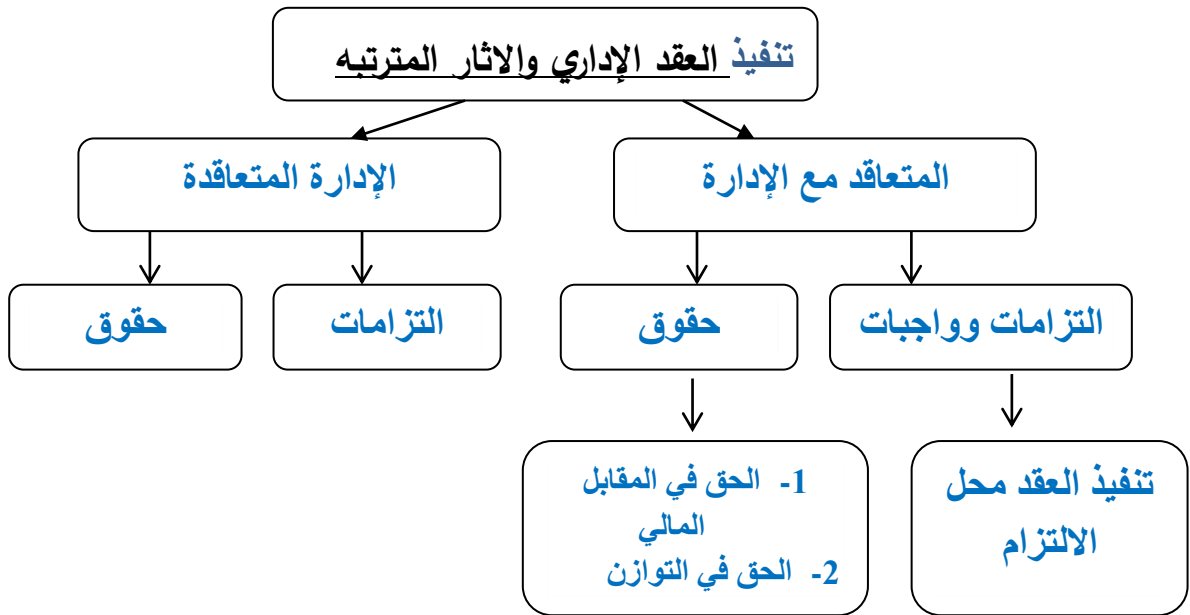 تنفيذ العقد الإداري والاثار المترتبه
المتعاقد مع الإدارة
الإدارة المتعاقدة
التزامات وواجبات
حقوق
التزامات
حقوق
تنفيذ العقد محل
الالتزام
1- الحق في المقابل
المالي
2- الحق في التوازن